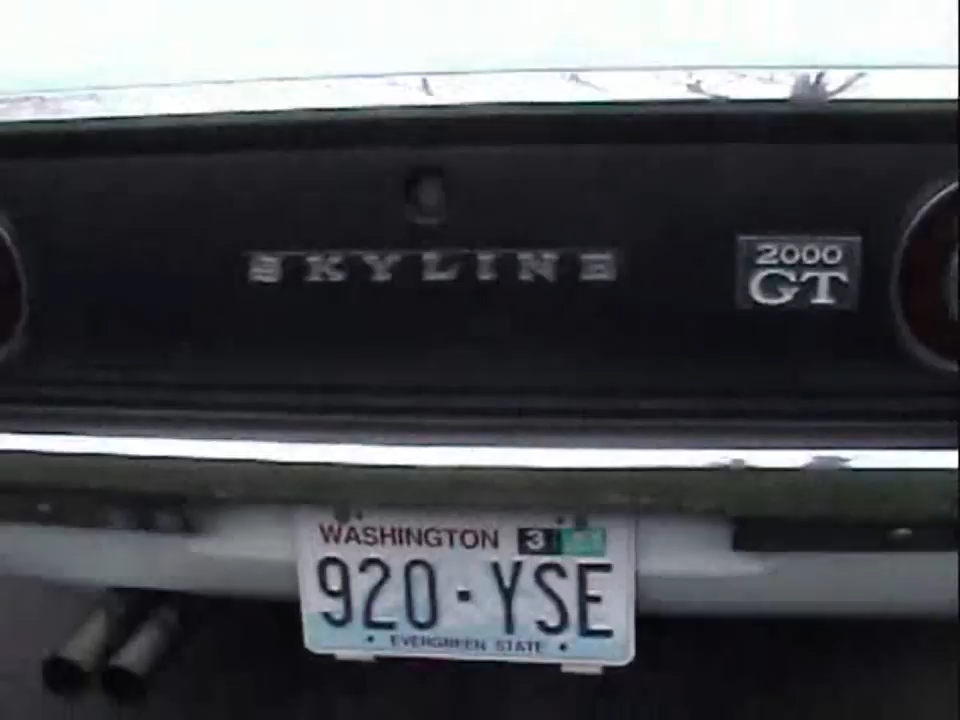 SKYLINE
2000
GT
WASHINGTON 3
920·YSE
EVERGREEN STATE